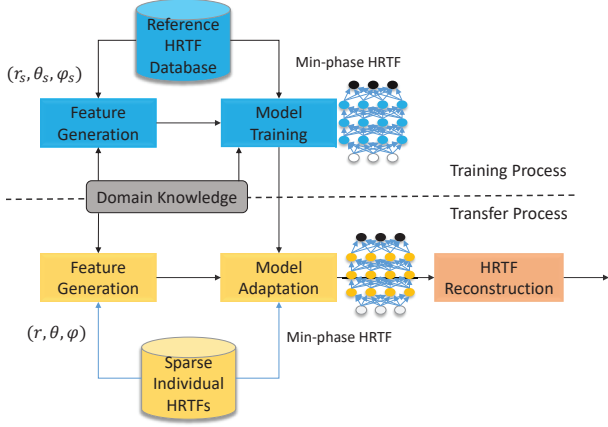 Reference
HRTF
Database
Min-phase HRTF
(r_s, θ_s, φ_s)
Feature
Generation
Model
Training
Training Process
Domain Knowledge
Transfer Process
Feature
Generation
Model
Adaptation
HRTF
Reconstruction
(r, θ, φ)
Min-phase HRTF
Sparse
Individual
HRTFs